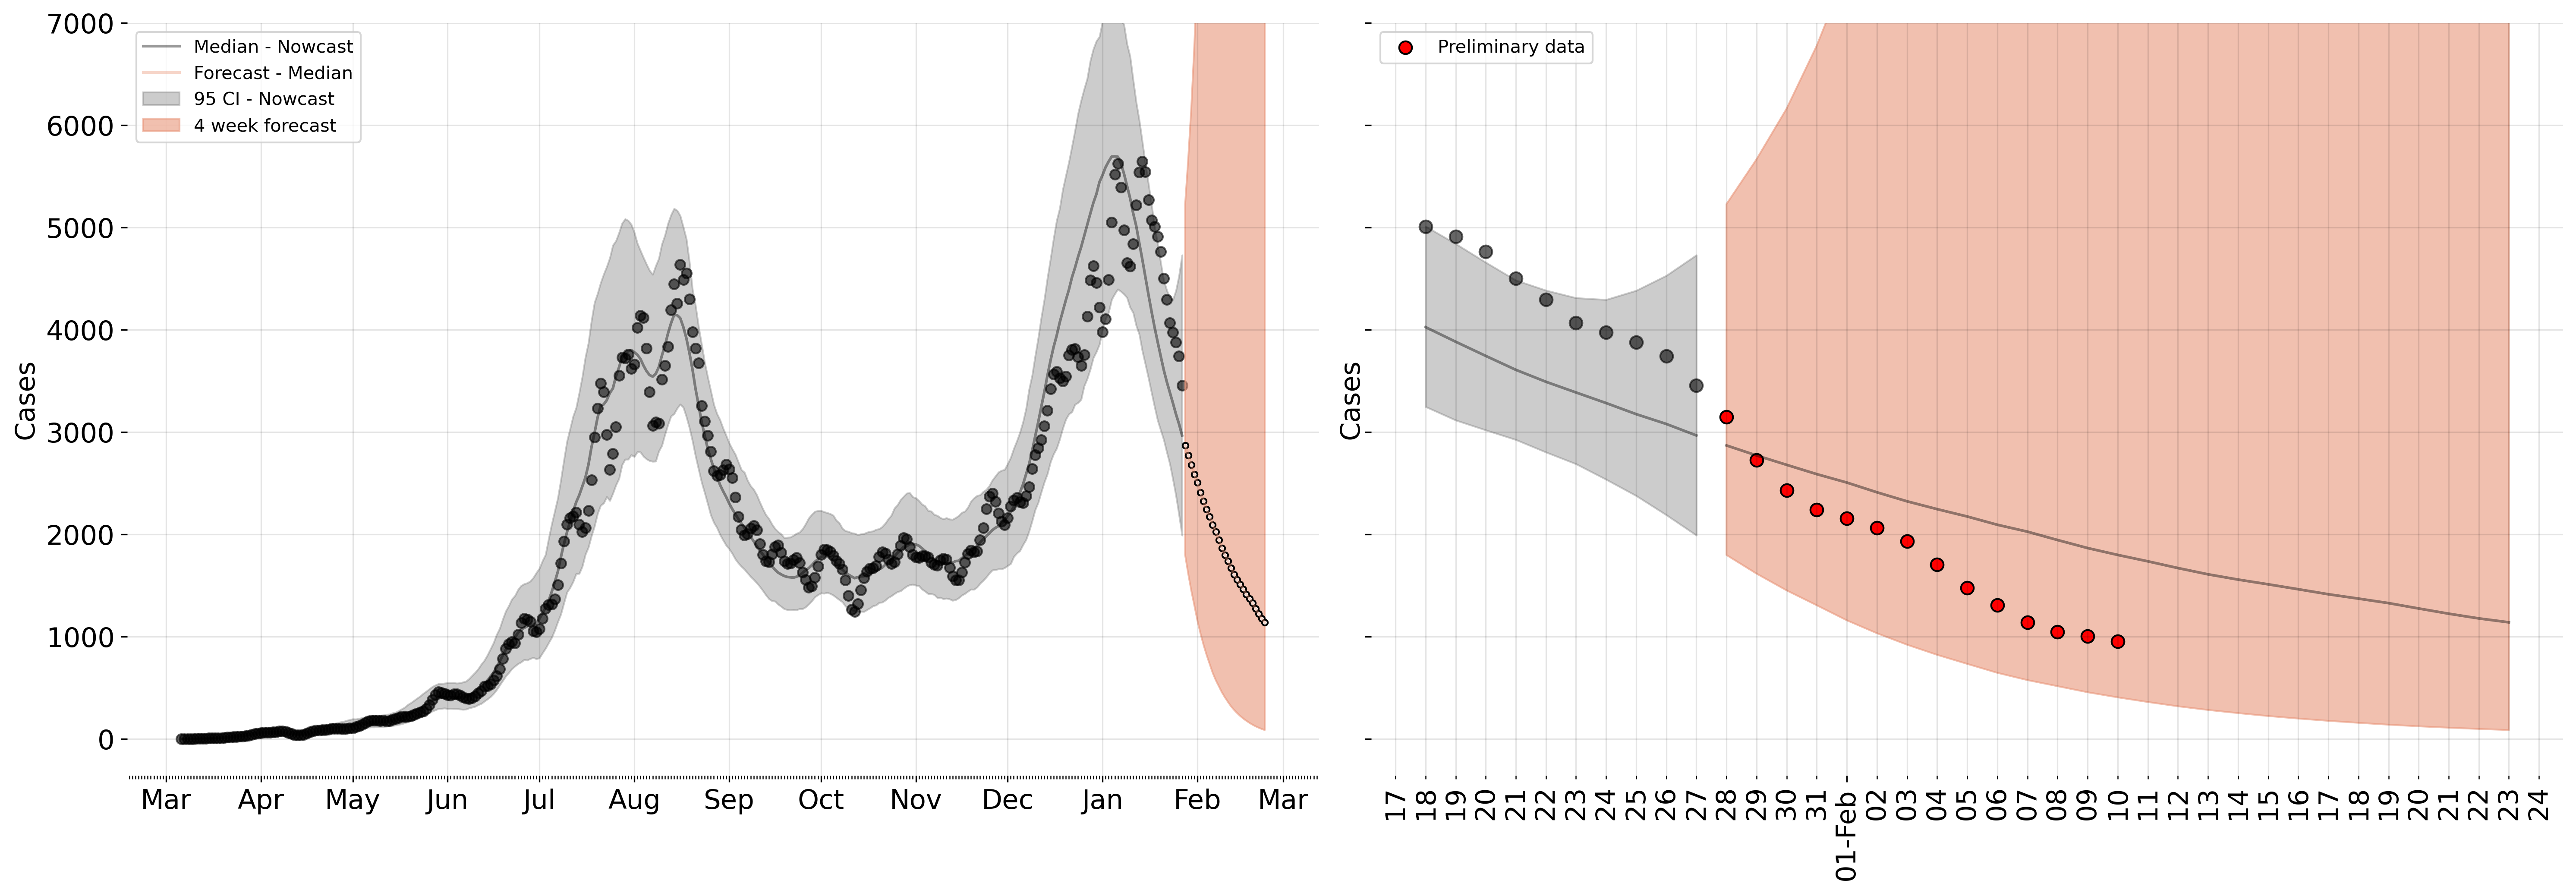 7000
6000
5000
4000
3000
2000
1000
0
Cases
Median - Nowcast
Forecast - Median
95 CI - Nowcast
4 week forecast
Mar Apr May Jun Jul Aug Sep Oct Nov Dec Jan Feb Mar
Preliminary data
Cases
17 18 19 20 21 22 23 24 25 26 27 28 29 30 31 01-Feb 02 03 04 05 06 07 08 09 10 11 12 13 14 15 16 17 18 19 20 21 22 23 24